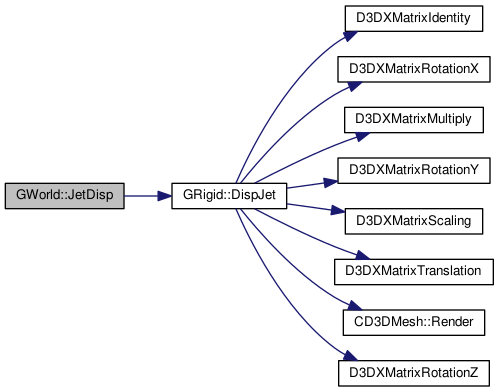 GWorld::JetDisp
GRigid::DispJet
D3DXMatrixIdentity
D3DXMatrixRotationX
D3DXMatrixMultiply
D3DXMatrixRotationY
D3DXMatrixScaling
D3DXMatrixTranslation
CD3DMesh::Render
D3DXMatrixRotationZ